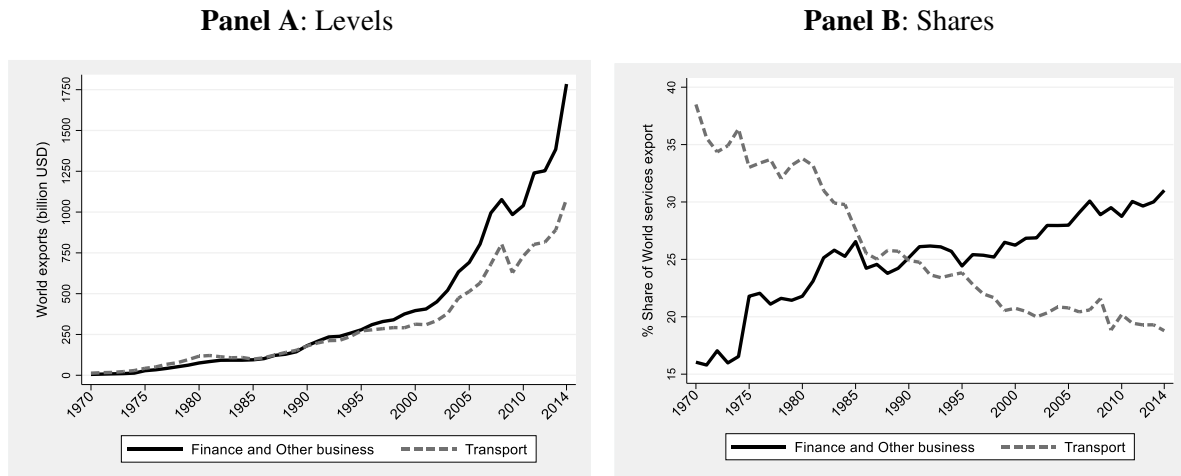 Panel A: Levels
World exports (billion USD)
1750
1500
1250
1000
750
500
250
0
1970 1975 1980 1985 1990 1995 2000 2005 2010 2014
Finance and Other business Transport
Panel B: Shares
% Share of World services export
40
35
30
25
20
15
1970 1975 1980 1985 1990 1995 2000 2005 2010 2014
Finance and Other business Transport